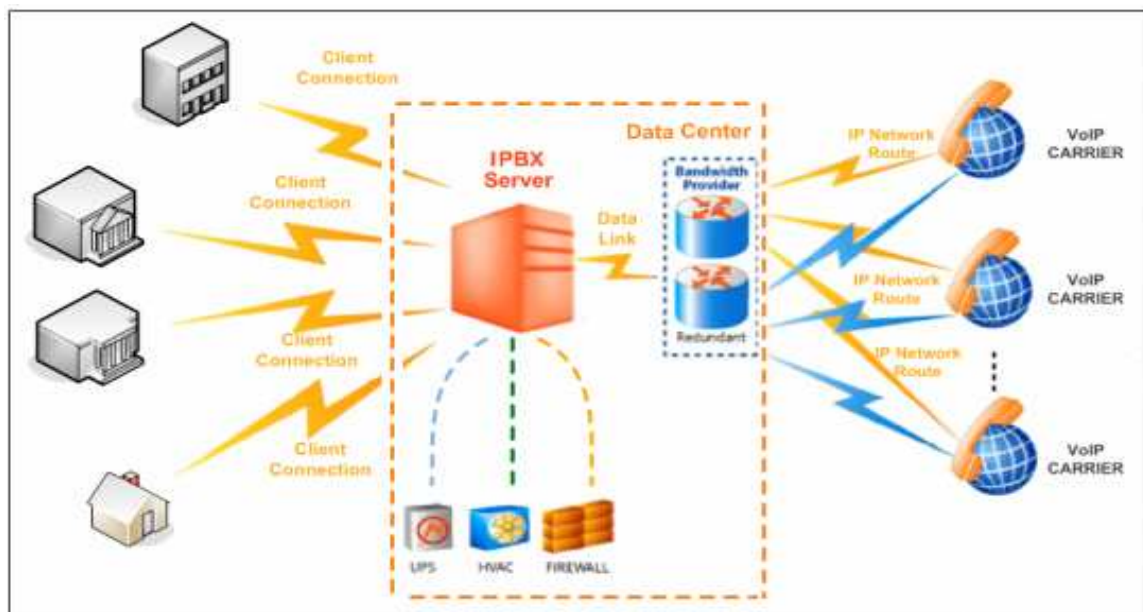 Client
Connection
Client
Connection
Client
Connection
Client
Connection
Data Center
IPBX
Server
Data
Link
Bandwidth
Provider
Redundant
UPS
HVAC
FIREWALL
IP Network
Route
IP Network
Route
IP Network
Route
VoIP
CARRIER
VoIP
CARRIER
VoIP
CARRIER